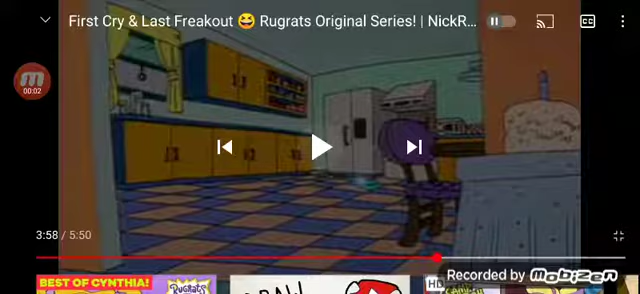 First Cry & Last Freakout 😆 Rugrats Original Series! | NickR...
CC
00:02
3:58 / 5:50
BEST OF CYNTHIA!
RUGRATS
HD
Recorded by mobizen